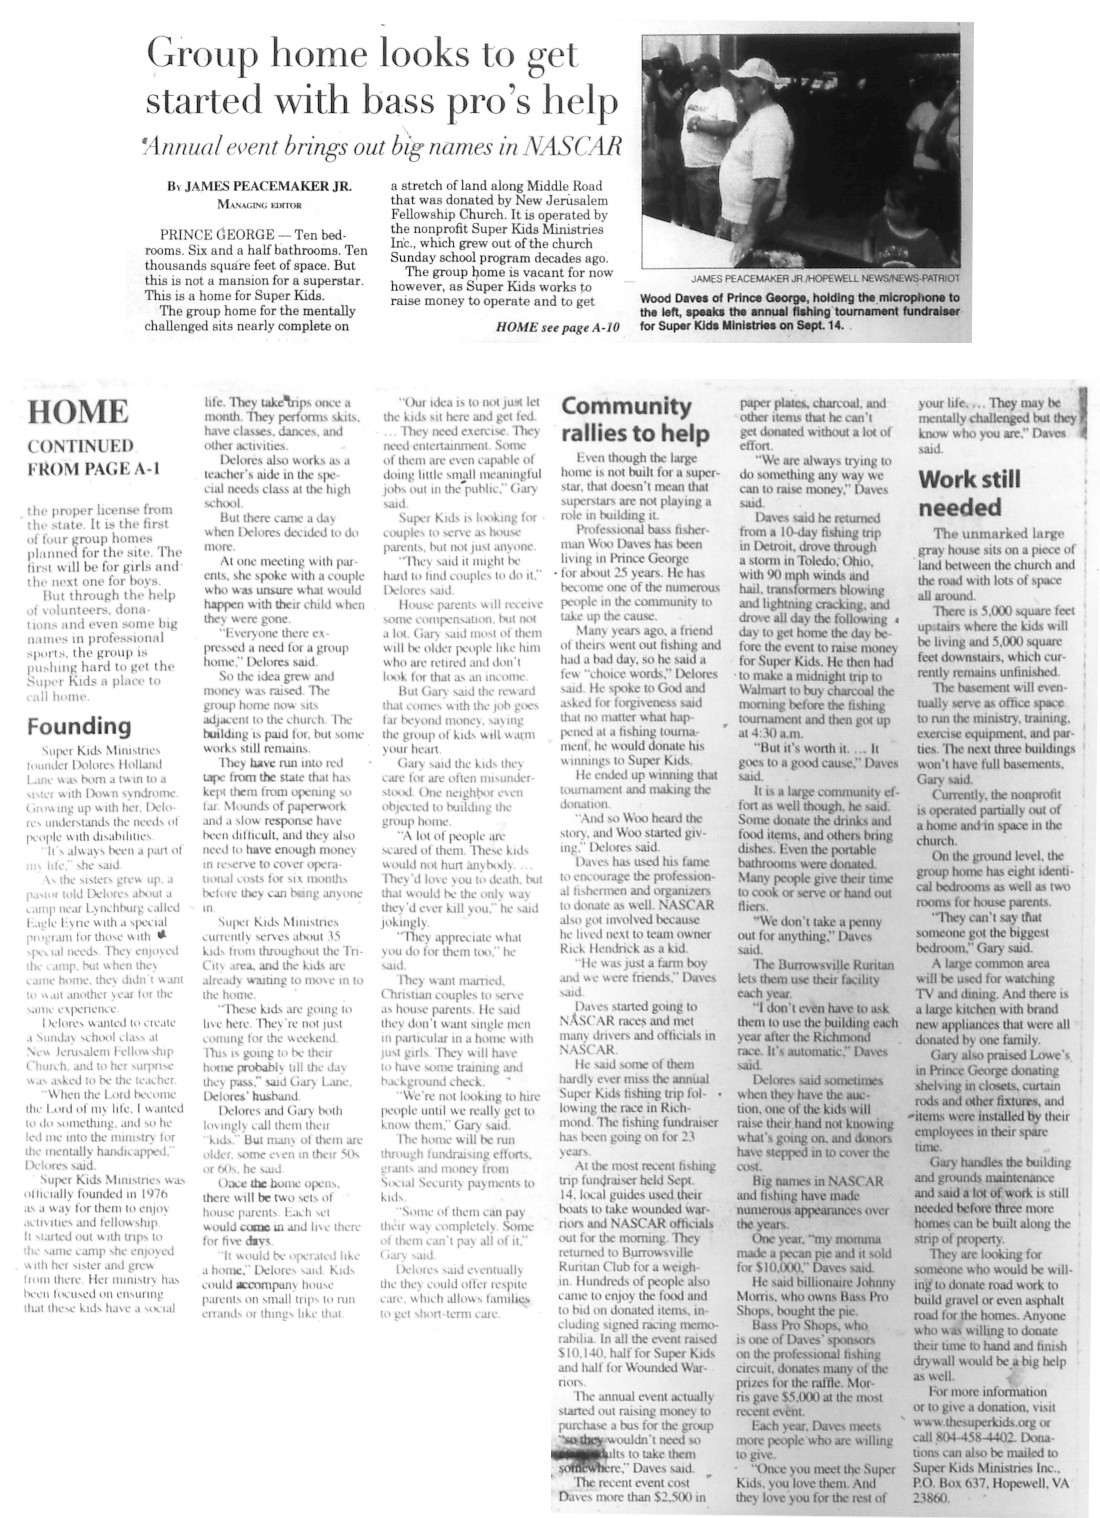 Group home looks to get
started with bass pro's help
Annual event brings out big names in NASCAR
By JAMES PEACEMAKER JR.
MANAGING EDITOR
PRINCE GEORGE — Ten bed-
rooms. Six and a half bathrooms. Ten
thousands square feet of space. But
this is not a mansion for a superstar.
This is a home for Super Kids.
The group home for the mentally
challenged sits nearly complete on
a stretch of land along Middle Road
that was donated by New Jerusalem
Fellowship Church. It is operated by
the nonprofit Super Kids Ministries
Inc., which grew out of the church
Sunday school program decades ago.
The group home is vacant for now
however, as Super Kids works to
raise money to operate and to get
HOME see page A-10
JAMES PEACEMAKER JR./HOPEWELL NEWS/NEWS-PATRIOT
Wood Daves of Prince George, holding the microphone to
the left, speaks the annual fishing tournament fundraiser
for Super Kids Ministries on Sept. 14.
HOME
CONTINUED
FROM PAGE A-1
the proper license from
the state. It is the first
of four group homes
planned for the site. The
first will be for girls and
the next one for boys.
But through the help
of volunteers, dona-
tions and even some big
names in professional
sports, the group is
pushing hard to get the
Super Kids a place to
call home.
Founding
Super Kids Ministries
founder Dolores Holland
Lane was born a twin to a
sister with Down syndrome.
Growing up with her, Delo-
res understands the needs of
people with disabilities.
"It's always been a part of
my life," she said.
As the sisters grew up, a
pastor told Delores about a
camp near Lynchburg called
Eagle Eyrie with a special
program for those with
special needs. They enjoyed
the camp, but when they
came home, they didn't want
to wait another year for the
same experience.
Delores wanted to create
a Sunday school class at
New Jerusalem Fellowship
Church, and to her surprise
was asked to be the teacher.
"When the Lord become
the Lord of my life, I wanted
to do something, and so he
led me into the ministry for
the mentally handicapped,"
Delores said.
Super Kids Ministries was
officially founded in 1976
as a way for them to enjoy
activities and fellowship.
It started out with trips to
the same camp she enjoyed
with her sister and grew
from there. Her ministry has
been focused on ensuring
that these kids have a social
life. They take trips once a
month. They performs skits,
have classes, dances, and
other activities.
Delores also works as a
teacher's aide in the spe-
cial needs class at the high
school.
But there came a day
when Delores decided to do
more.
At one meeting with par-
ents, she spoke with a couple
who was unsure what would
happen with their child when
they were gone.
"Everyone there ex-
pressed a need for a group
home," Delores said.
So the idea grew and
money was raised. The
group home now sits
adjacent to the church. The
building is paid for, but some
works still remains.
They have run into red
tape from the state that has
kept them from opening so
far. Mounds of paperwork
and a slow response have
been difficult, and they also
need to have enough money
in reserve to cover opera-
tional costs for six months
before they can being anyone
in.
Super Kids Ministries
currently serves about 35
kids from throughout the Tri-
City area, and the kids are
already waiting to move in to
the home.
"These kids are going to
live here. They're not just
coming for the weekend.
This is going to be their
home probably till the day
they pass," said Gary Lane,
Delores' husband.
Delores and Gary both
lovingly call them their
"kids." But many of them are
older, some even in their 50s
or 60s, he said.
Once the home opens,
there will be two sets of
house parents. Each set
would come in and live there
for five days.
"It would be operated like
a home," Delores said. Kids
could accompany house
parents on small trips to run
errands or things like that.
"Our idea is to not just let
the kids sit here and get fed.
... They need exercise. They
need entertainment. Some
of them are even capable of
doing little small meaningful
jobs out in the public," Gary
said.
Super Kids is looking for
couples to serve as house
parents, but not just anyone.
"They said it might be
hard to find couples to do it,"
Delores said.
House parents will receive
some compensation, but not
a lot. Gary said most of them
will be older people like him
who are retired and don't
look for that as an income.
But Gary said the reward
that comes with the job goes
far beyond money, saying
the group of kids will warm
your heart.
Gary said the kids they
care for are often misunder-
stood. One neighbor even
objected to building the
group home.
"A lot of people are
scared of them. These kids
would not hurt anybody. ...
They'd love you to death, but
that would be the only way
they'd ever kill you," he said
jokingly.
"They appreciate what
you do for them too," he
said.
They want married,
Christian couples to serve
as house parents. He said
they don't want single men
in particular in a home with
just girls. They will have
to have some training and
background check.
"We're not looking to hire
people until we really get to
know them," Gary said.
The home will be run
through fundraising efforts,
grants and money from
Social Security payments to
kids.
"Some of them can pay
their way completely. Some
of them can't pay all of it,"
Gary said.
Delores said eventually
the they could offer respite
care, which allows families
to get short-term care.
Community
rallies to help
Even though the large
home is not built for a super-
star, that doesn't mean that
superstars are not playing a
role in building it.
Professional bass fisher-
man Woo Daves has been
living in Prince George
for about 25 years. He has
become one of the numerous
people in the community to
take up the cause.
Many years ago, a friend
of theirs went out fishing and
had a bad day, so he said a
few "choice words," Delores
said. He spoke to God and
asked for forgiveness said
that no matter what hap-
pened at a fishing tourna-
ment, he would donate his
winnings to Super Kids.
He ended up winning that
tournament and making the
donation.
"And so Woo heard the
story, and Woo started giv-
ing," Delores said.
Daves has used his fame
to encourage the profession-
al fishermen and organizers
to donate as well. NASCAR
also got involved because
he lived next to team owner
Rick Hendrick as a kid.
"He was just a farm boy
and we were friends," Daves
said.
Daves started going to
NASCAR races and met
many drivers and officials in
NASCAR.
He said some of them
hardly ever miss the annual
Super Kids fishing trip fol-
lowing the race in Rich-
mond. The fishing fundraiser
has been going on for 23
years.
At the most recent fishing
trip fundraiser held Sept.
14, local guides used their
boats to take wounded war-
riors and NASCAR officials
out for the morning. They
returned to Burrowsville
Ruritan Club for a weigh-
in. Hundreds of people also
came to enjoy the food and
to bid on donated items, in-
cluding signed racing memo-
rabilia. In all the event raised
$10,140, half for Super Kids
and half for Wounded War-
riors.
The annual event actually
started out raising money to
purchase a bus for the group
"so they wouldn't need so
adults to take them
somewhere," Daves said.
The recent event cost
Daves more than $2,500 in
paper plates, charcoal, and
other items that he can't
get donated without a lot of
effort.
"We are always trying to
do something any way we
can to raise money," Daves
said.
Daves said he returned
from a 10-day fishing trip
in Detroit, drove through
a storm in Toledo, Ohio,
with 90 mph winds and
hail, transformers blowing
and lightning cracking, and
drove all day the following
day to get home the day be-
fore the event to raise money
for Super Kids. He then had
to make a midnight trip to
Walmart to buy charcoal the
morning before the fishing
tournament and then got up
at 4:30 a.m.
"But it's worth it. ... It
goes to a good cause," Daves
said.
It is a large community ef-
fort as well though, he said.
Some donate the drinks and
food items, and others bring
dishes. Even the portable
bathrooms were donated.
Many people give their time
to cook or serve or hand out
fliers.
"We don't take a penny
out for anything," Daves
said.
The Burrowsville Ruritan
lets them use their facility
each year.
"I don't even have to ask
them to use the building each
year after the Richmond
race. It's automatic," Daves
said.
Delores said sometimes
when they have the auc-
tion, one of the kids will
raise their hand not knowing
what's going on, and donors
have stepped in to cover the
cost.
Big names in NASCAR
and fishing have made
numerous appearances over
the years.
One year, "my momma
made a pecan pie and it sold
for $10,000," Daves said.
He said billionaire Johnny
Morris, who owns Bass Pro
Shops, bought the pie.
Bass Pro Shops, who
is one of Daves' sponsors
on the professional fishing
circuit, donates many of the
prizes for the raffle. Mor-
ris gave $5,000 at the most
recent event.
Each year, Daves meets
more people who are willing
to give.
"Once you meet the Super
Kids, you love them. And
they love you for the rest of
your life. ... They may be
mentally challenged but they
know who you are," Daves
said.
Work still
needed
The unmarked large
gray house sits on a piece of
land between the church and
the road with lots of space
all around.
There is 5,000 square feet
upstairs where the kids will
be living and 5,000 square
feet downstairs, which cur-
rently remains unfinished.
The basement will even-
tually serve as office space
to run the ministry, training,
exercise equipment, and par-
ties. The next three buildings
won't have full basements,
Gary said.
Currently, the nonprofit
is operated partially out of
a home and in space in the
church.
On the ground level, the
group home has eight identi-
cal bedrooms as well as two
rooms for house parents.
"They can't say that
someone got the biggest
bedroom," Gary said.
A large common area
will be used for watching
TV and dining. And there is
a large kitchen with brand
new appliances that were all
donated by one family.
Gary also praised Lowe's
in Prince George donating
shelving in closets, curtain
rods and other fixtures, and
items were installed by their
employees in their spare
time.
Gary handles the building
and grounds maintenance
and said a lot of work is still
needed before three more
homes can be built along the
strip of property.
They are looking for
someone who would be will-
ing to donate road work to
build gravel or even asphalt
road for the homes. Anyone
who was willing to donate
their time to hand and finish
drywall would be a big help
as well.
For more information
or to give a donation, visit
www.thesuperkids.org or
call 804-458-4402. Dona-
tions can also be mailed to
Super Kids Ministries Inc.,
P.O. Box 637, Hopewell, VA
23860.